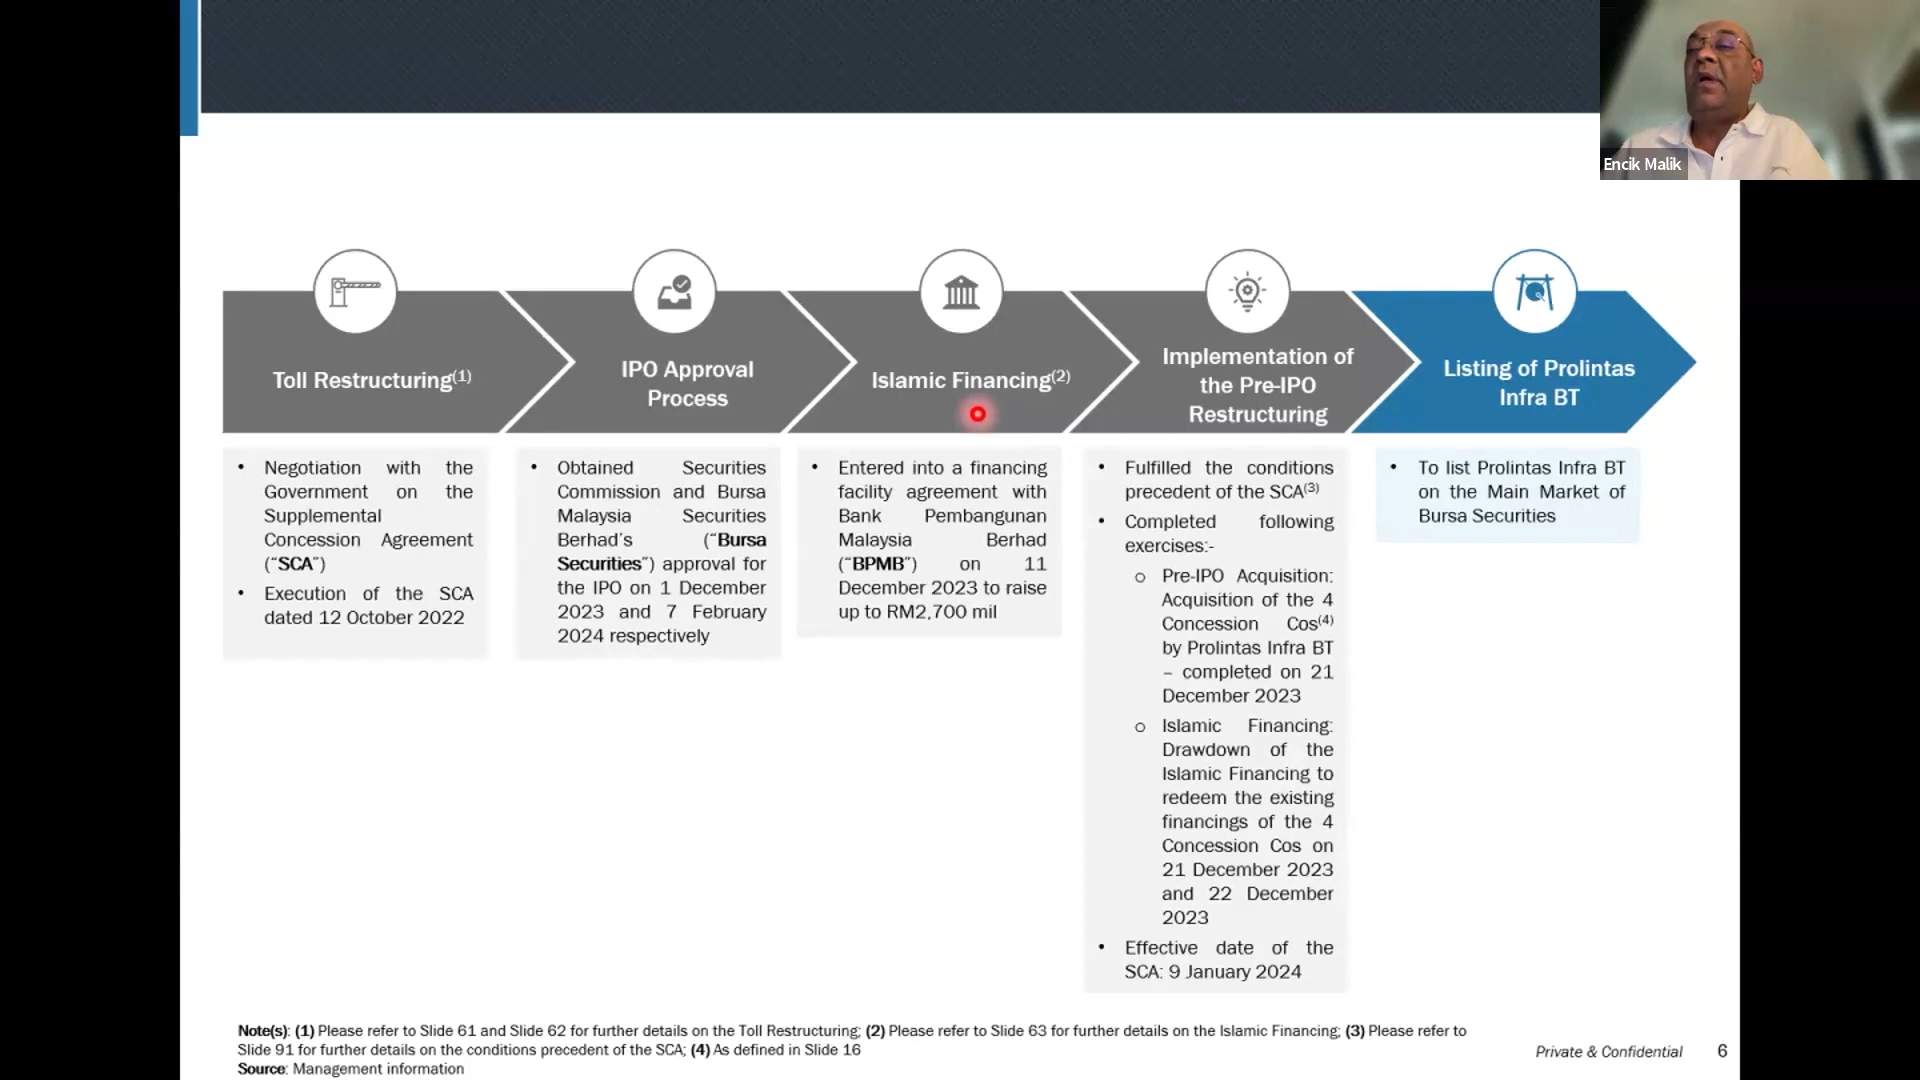 Encik Malik
Toll Restructuring(1)
IPO Approval
Process
Islamic Financing(2)
Implementation of
the Pre-IPO
Restructuring
Listing of Prolintas
Infra BT
• Negotiation with the
Government on the
Supplemental
Concession Agreement
(“SCA”)
• Execution of the SCA
dated 12 October 2022
• Obtained Securities
Commission and Bursa
Malaysia Securities
Berhad’s (“Bursa
Securities”) approval for
the IPO on 1 December
2023 and 7 February
2024 respectively
• Entered into a financing
facility agreement with
Bank Pembangunan
Malaysia Berhad
(“BPMB”) on 11
December 2023 to raise
up to RM2,700 mil
• Fulfilled the conditions
precedent of the SCA(3)
• Completed following
exercises:-
o Pre-IPO Acquisition:
Acquisition of the 4
Concession Cos(4)
by Prolintas Infra BT
– completed on 21
December 2023
o Islamic Financing:
Drawdown of the
Islamic Financing to
redeem the existing
financings of the 4
Concession Cos on
21 December 2023
and 22 December
2023
• Effective date of the
SCA: 9 January 2024
• To list Prolintas Infra BT
on the Main Market of
Bursa Securities
Note(s): (1) Please refer to Slide 61 and Slide 62 for further details on the Toll Restructuring; (2) Please refer to Slide 63 for further details on the Islamic Financing; (3) Please refer to
Slide 91 for further details on the conditions precedent of the SCA; (4) As defined in Slide 16
Source: Management information
Private & Confidential 6